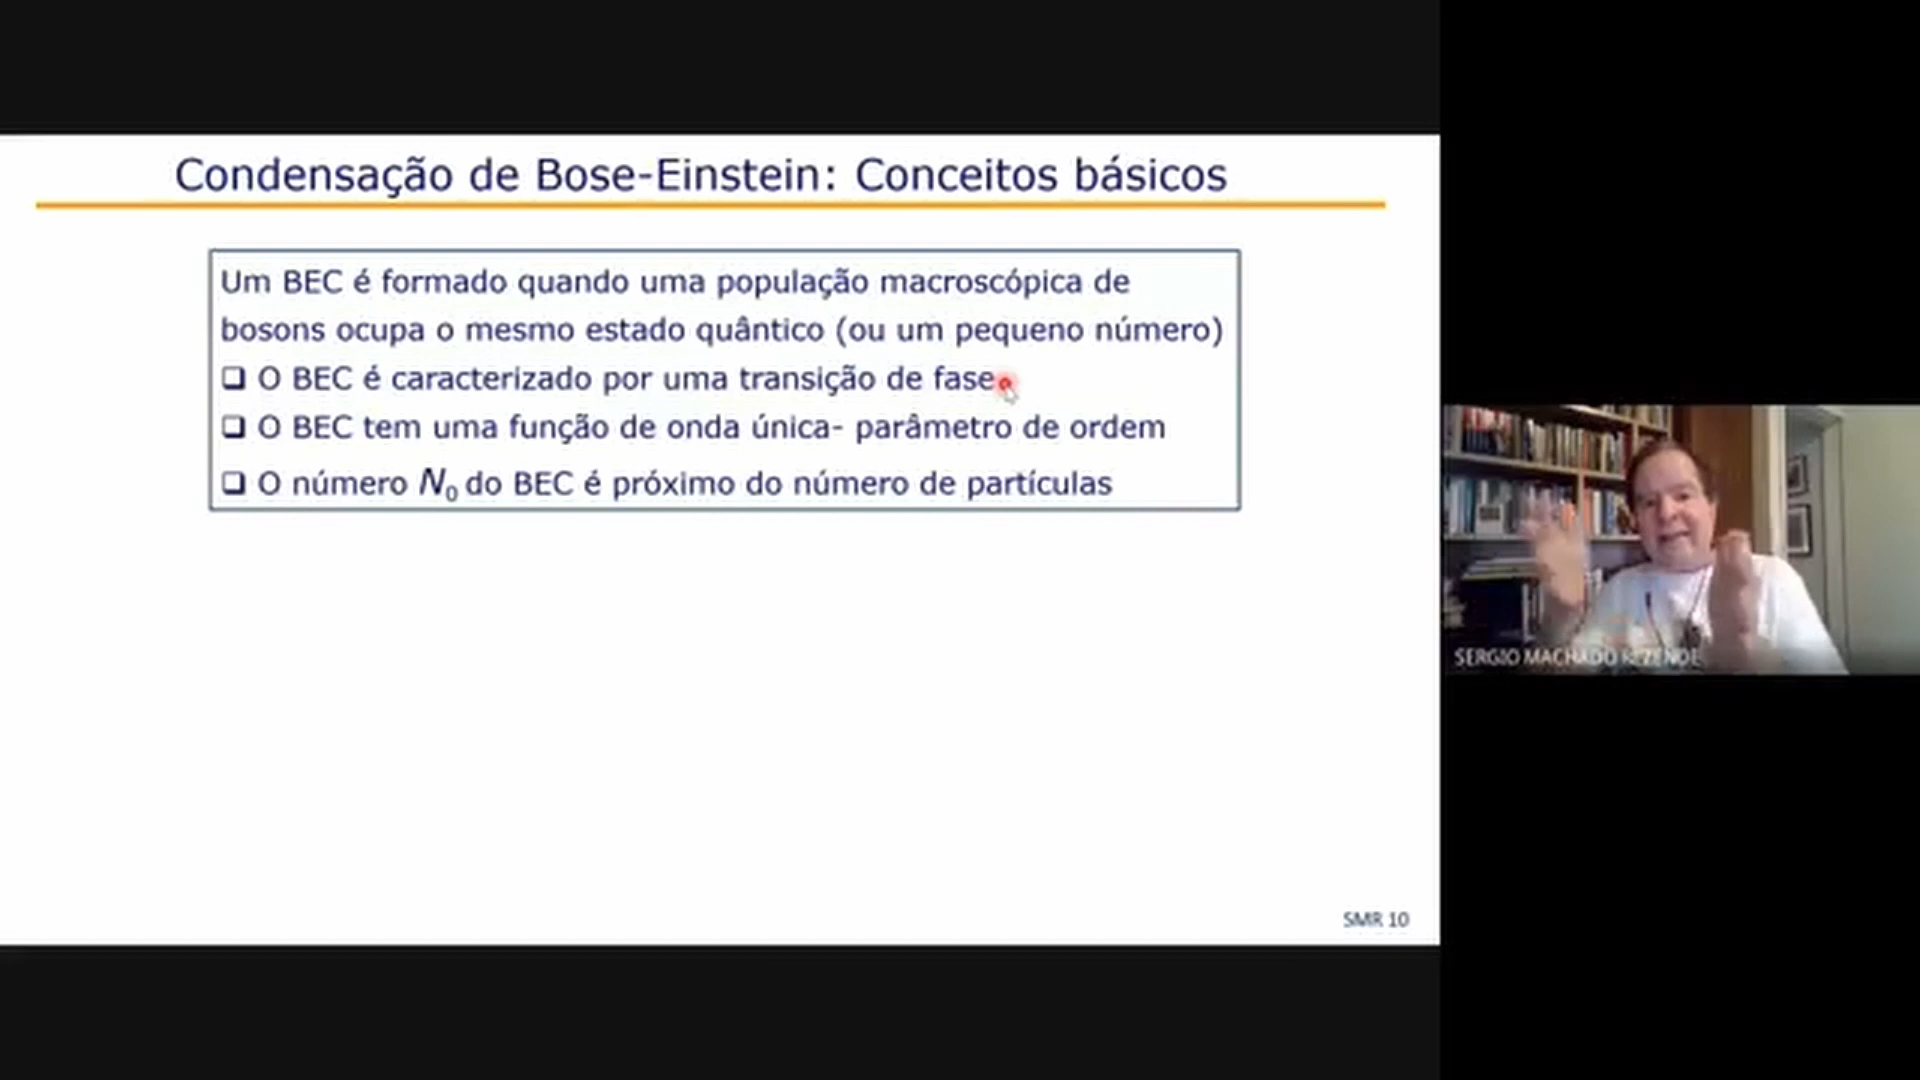 Condensação de Bose-Einstein: Conceitos básicos
Um BEC é formado quando uma população macroscópica de
bosons ocupa o mesmo estado quântico (ou um pequeno número)
❑ O BEC é caracterizado por uma transição de fase
❑ O BEC tem uma função de onda única- parâmetro de ordem
❑ O número N₀ do BEC é próximo do número de partículas
SMR 10
SERGIO MACHADO REZENDE